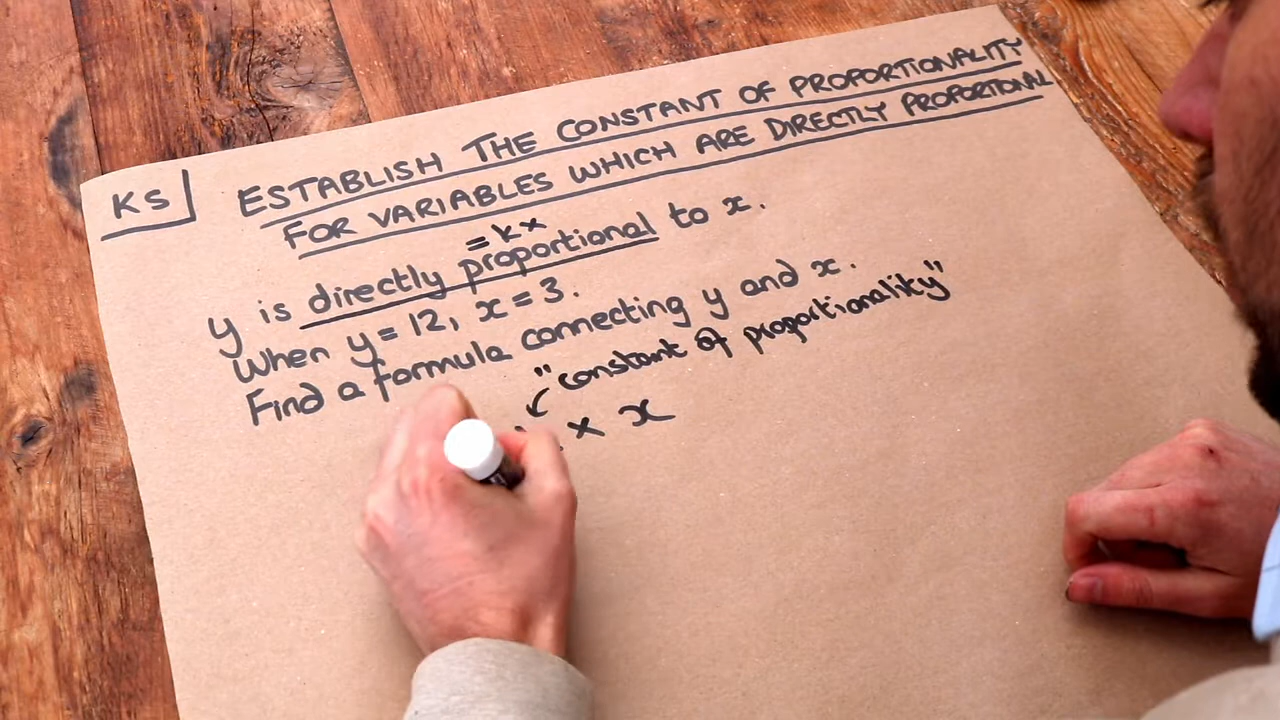 KS
ESTABLISH THE CONSTANT OF PROPORTIONALITY
FOR VARIABLES WHICH ARE DIRECTLY PROPORTIONAL
= k x
y is directly proportional to x.
When y = 12, x = 3.
Find a formula connecting y and x.
"constant of proportionality"
× x